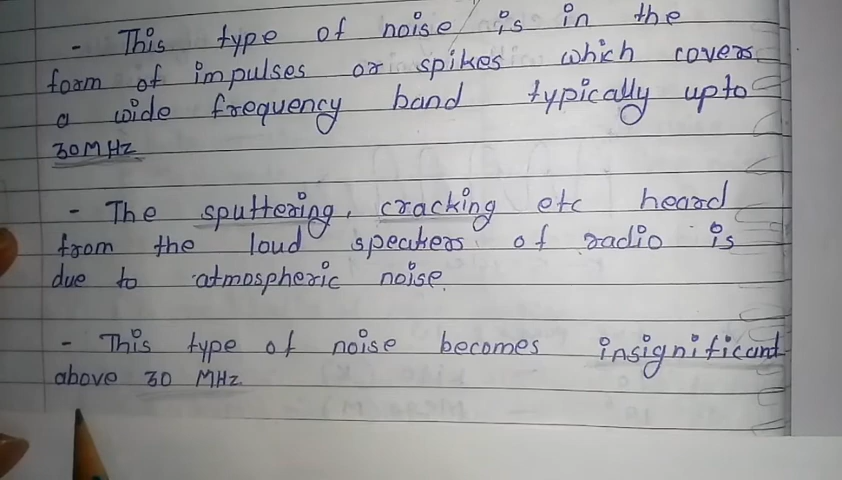 - This type of noise is in the
form of impulses or spikes which covers
a wide frequency band typically upto
30MHz
- The sputtering, cracking etc heard
from the loud speakers of radio is
due to atmospheric noise.
- This type of noise becomes insignificant
above 30 MHz